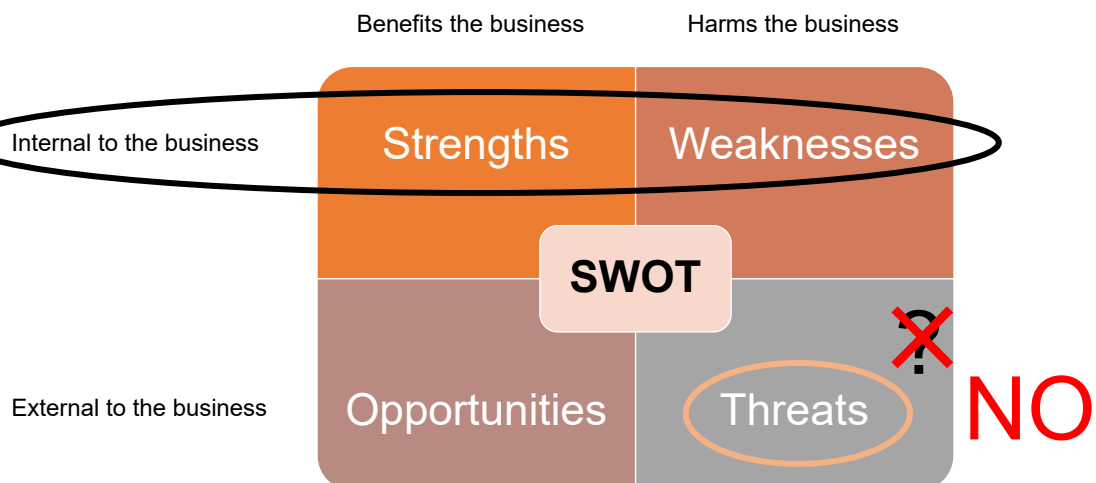 Benefits the business
Harms the business
Internal to the business
Strengths
Weaknesses
SWOT
?
External to the business
Opportunities
Threats
NO